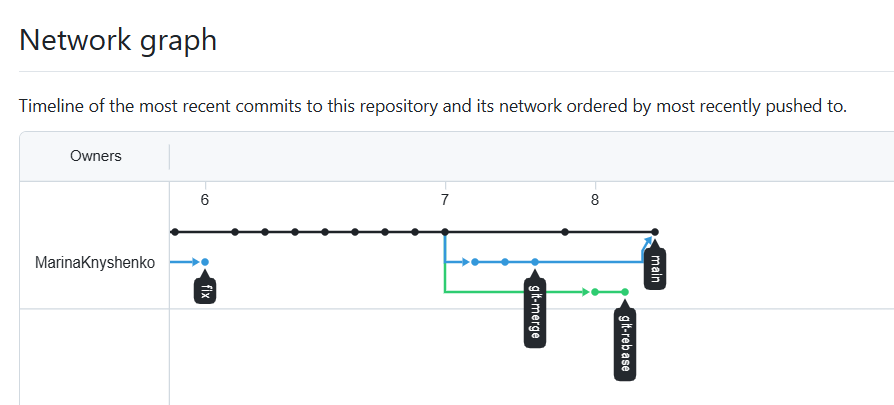 Network graph
Timeline of the most recent commits to this repository and its network ordered by most recently pushed to.
Owners
6
7
8
MarinaKnyshenko
fix
git-merge
main
git-rebase